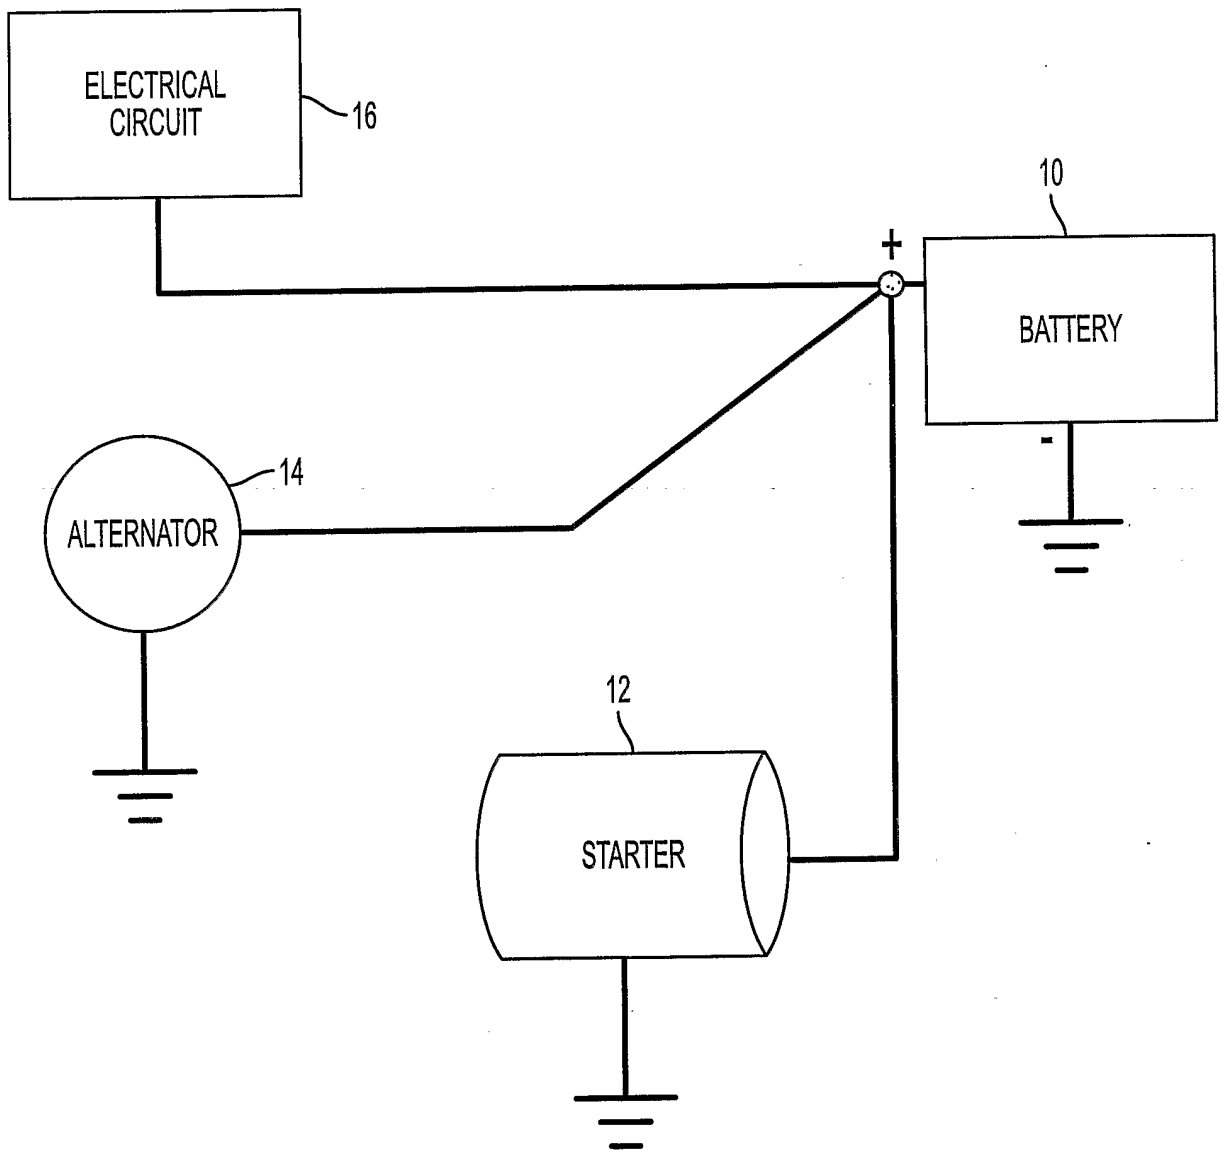 ELECTRICAL
CIRCUIT
16
10
+
BATTERY
-
14
ALTERNATOR
12
STARTER